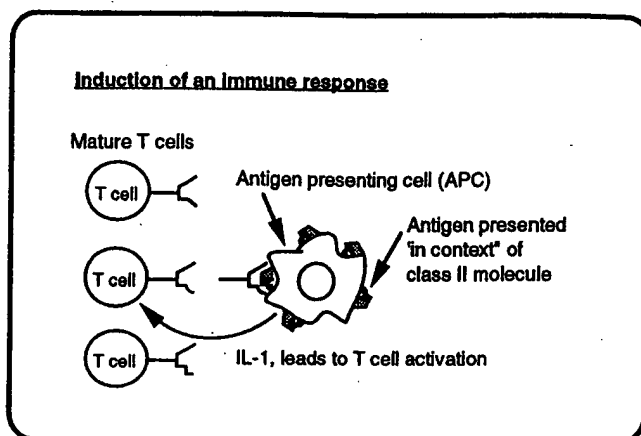 Induction of an immune response
Mature T cells
T cell
Antigen presenting cell (APC)
Antigen presented
'in context" of
class II molecule
T cell
T cell
IL-1, leads to T cell activation